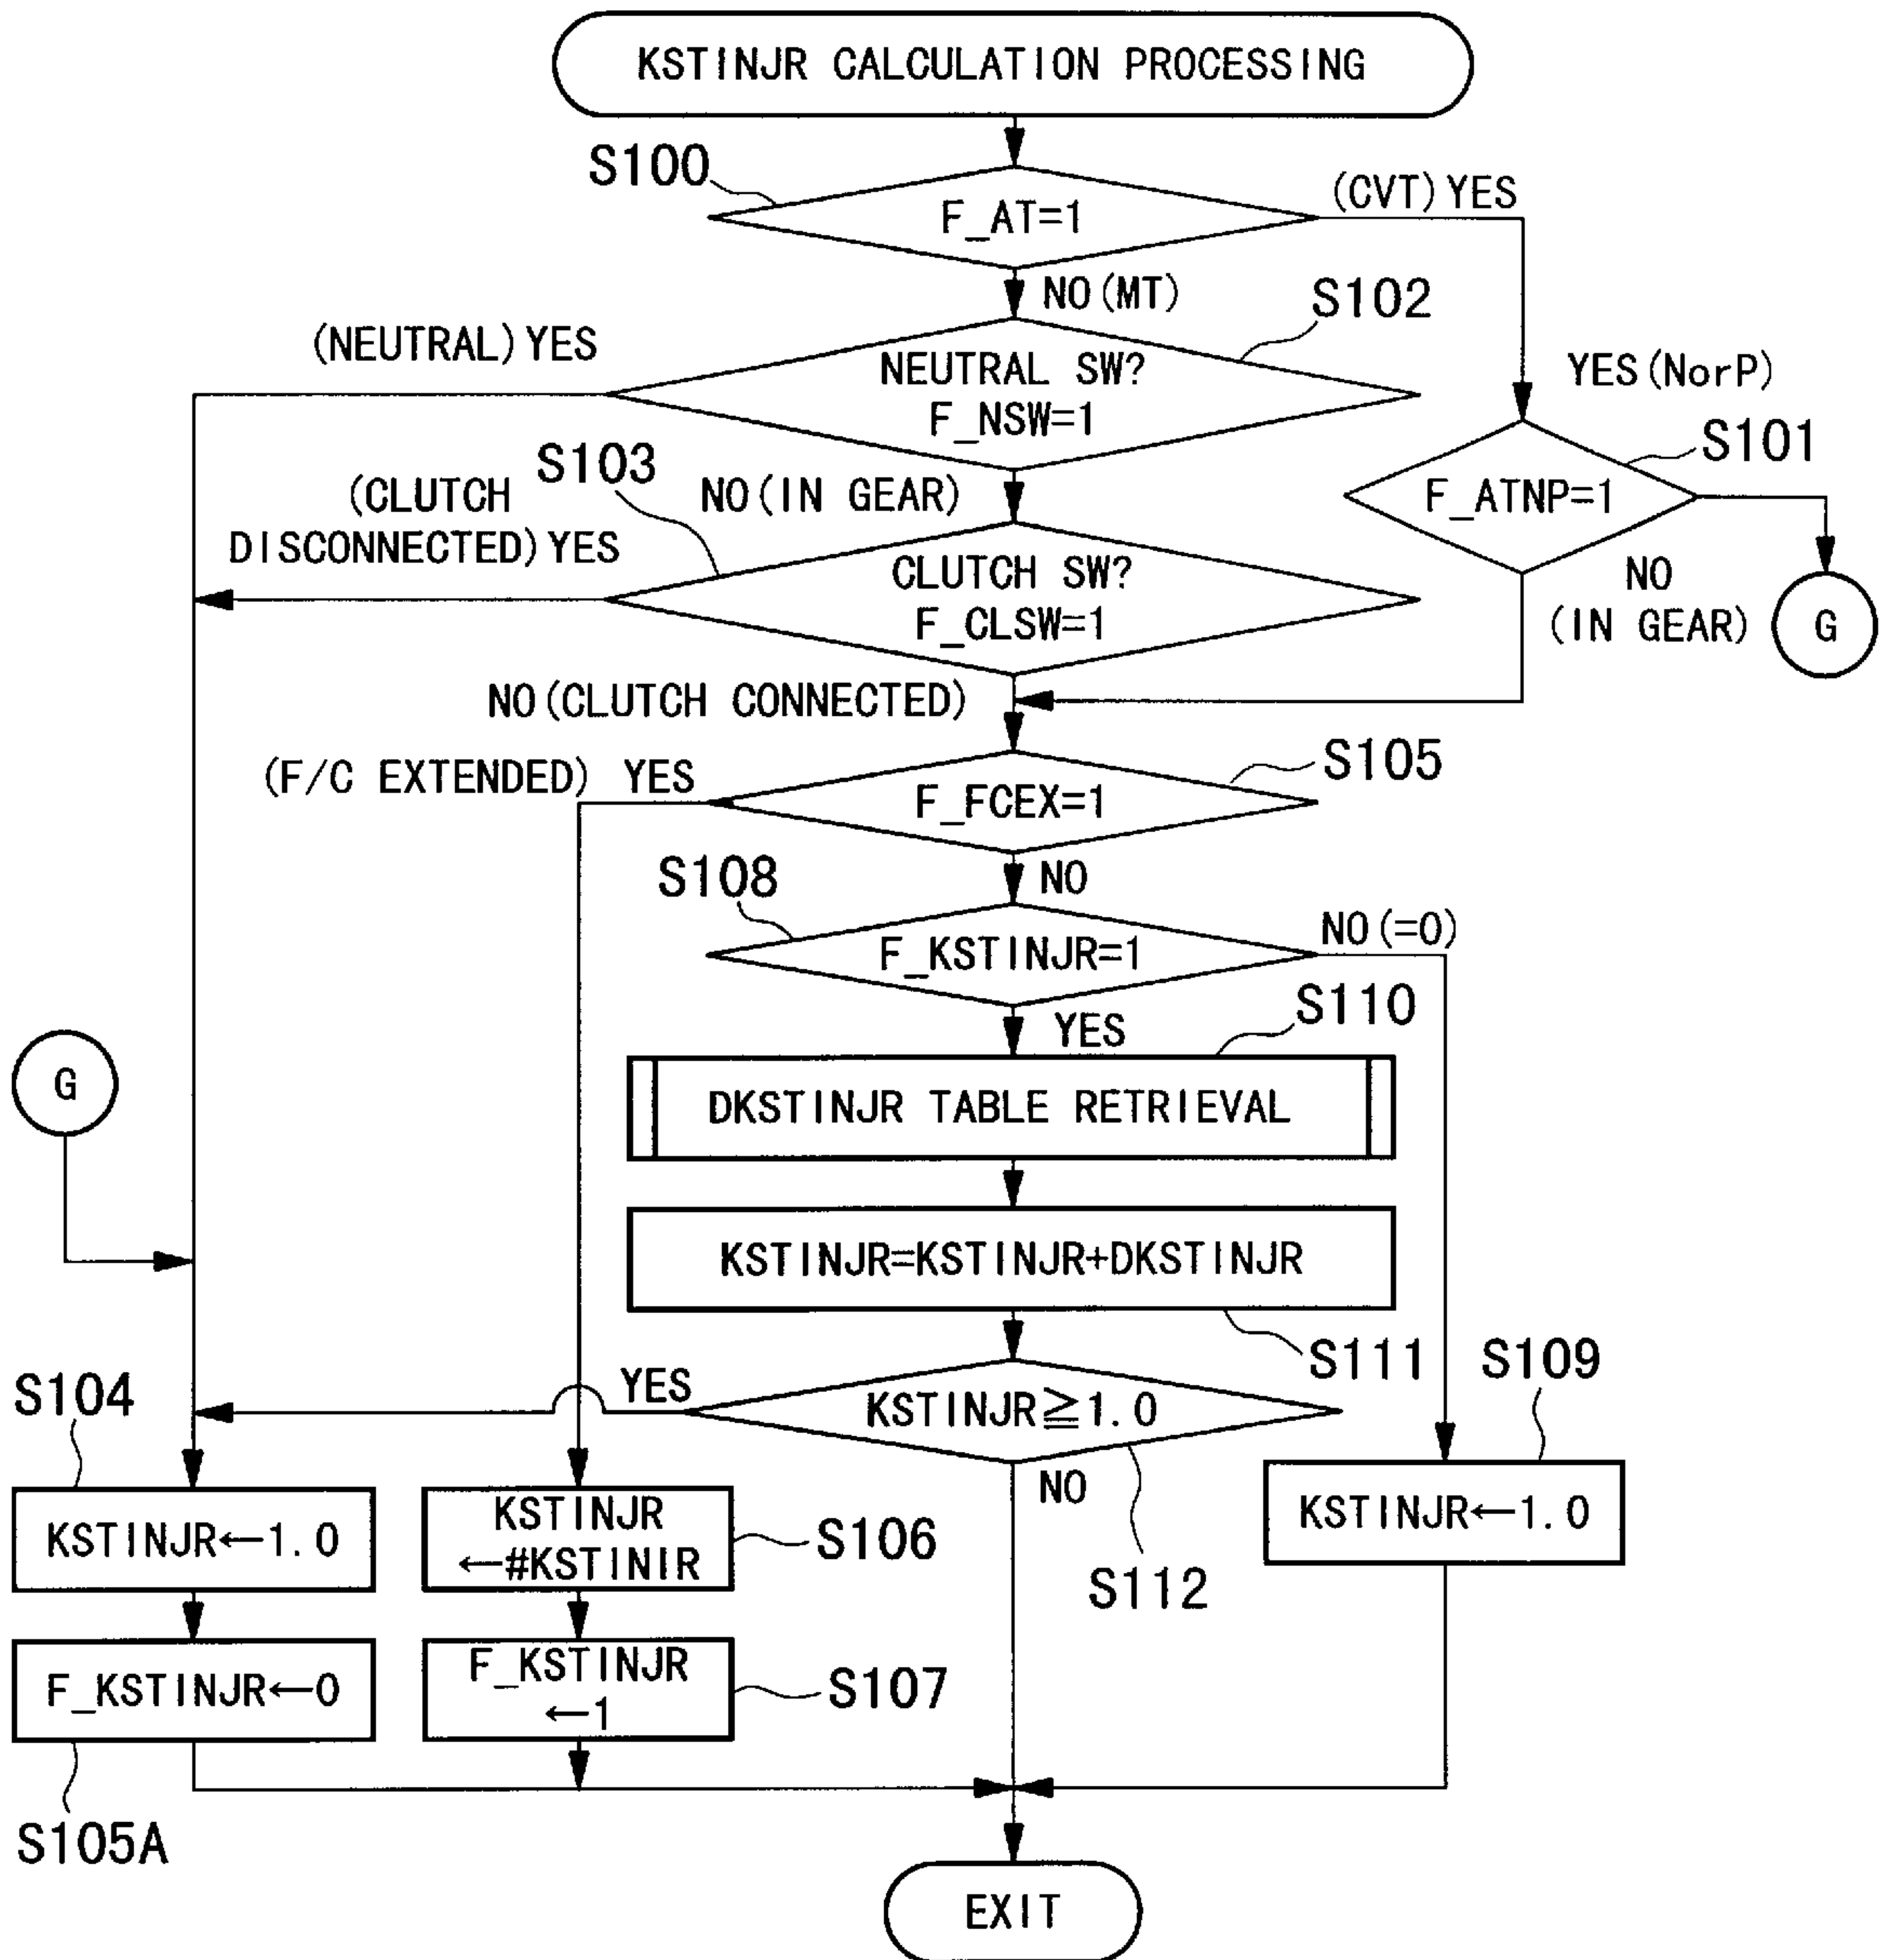 KSTINJR CALCULATION PROCESSING
S100
F_AT=1
(CVT) YES
NO (MT)
S102
(NEUTRAL) YES
NEUTRAL SW?
F_NSW=1
YES (NorP)
S101
F_ATNP=1
S103
NO (IN GEAR)
(CLUTCH
DISCONNECTED) YES
CLUTCH SW?
F_CLSW=1
NO
(IN GEAR)
G
NO (CLUTCH CONNECTED)
(F/C EXTENDED) YES
S105
F_FCEX=1
NO
S108
F_KSTINJR=1
NO (=0)
S110
YES
G
DKSTINJR TABLE RETRIEVAL
KSTINJR=KSTINJR+DKSTINJR
S111
S109
S104
YES
KSTINJR≧1.0
NO
KSTINJR←1.0
KSTINJR
←#KSTINIR
S106
KSTINJR←1.0
S112
F_KSTINJR←0
F_KSTINJR
←1
S107
S105A
EXIT